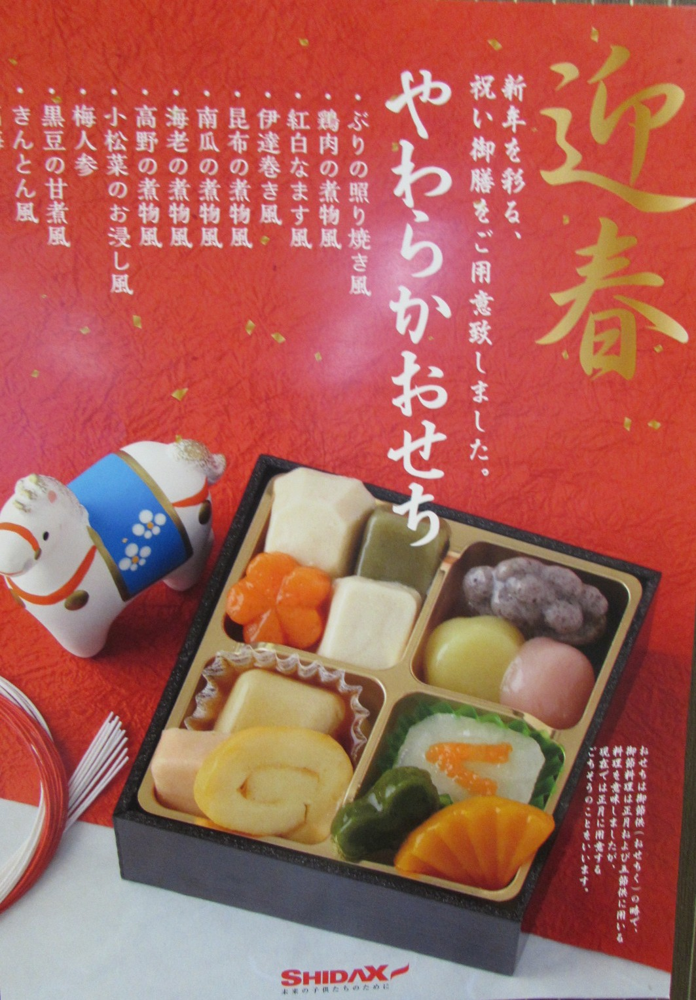 迎春
新年を彩る、
祝い御膳をご用意致しました。
やわらかおせち
・ぶりの照り焼き風
・鶏肉の煮物風
・紅白なます風
・伊達巻き風
・昆布の煮物風
・南瓜の煮物風
・海老の煮物風
・高野の煮物風
・小松菜のお浸し風
・梅人参
・黒豆の甘煮風
・きんとん風
おせちは御節供(おせちく)の略で、
御節料理は正月および五節供に用いる
料理を意味しましたが、
現在では正月に用意する
ごちそうのことをいいます。
SHIDAX
未来の子供たちのために